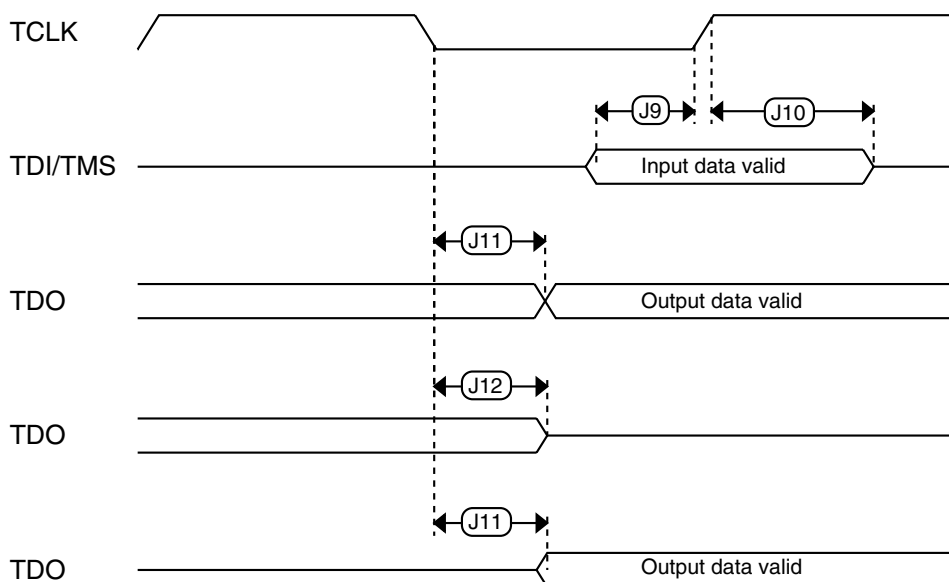 TCLK
J9
J10
TDI/TMS
Input data valid
J11
TDO
Output data valid
J12
TDO
J11
TDO
Output data valid